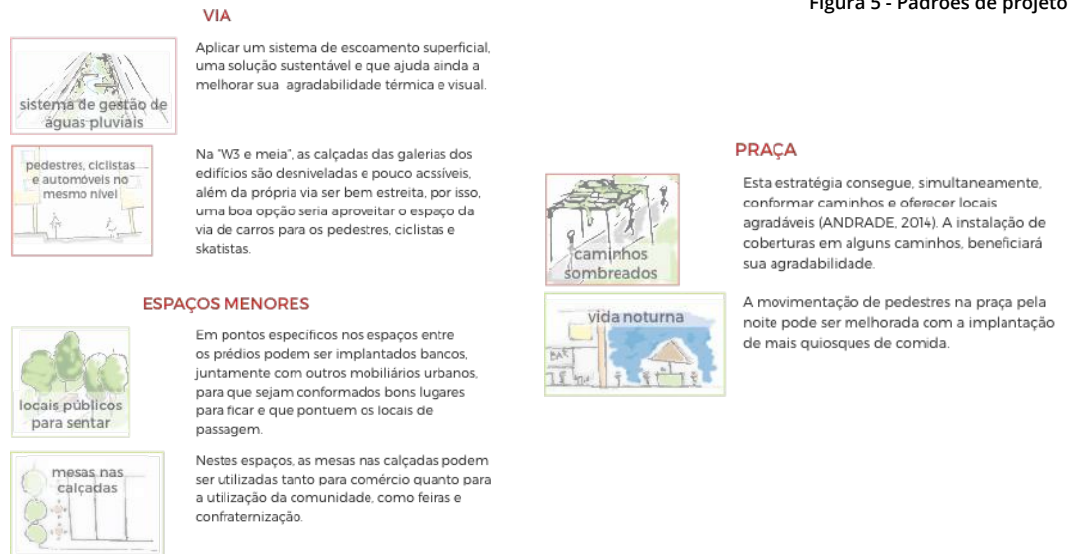 Figura 5 - Padrões de projeto
VIA
sistema de gestão de
águas pluviais
Aplicar um sistema de escoamento superficial,
uma solução sustentável e que ajuda ainda a
melhorar sua agradabilidade térmica e visual.
pedestres, ciclistas
e automóveis no
mesmo nível
Na "W3 e meia", as calçadas das galerias dos
edifícios são desniveladas e pouco acssíveis,
além da própria via ser bem estreita, por isso,
uma boa opção seria aproveitar o espaço da
via de carros para os pedestres, ciclistas e
skatistas.
ESPAÇOS MENORES
locais públicos
para sentar
Em pontos específicos nos espaços entre
os prédios podem ser implantados bancos,
juntamente com outros mobiliários urbanos,
para que sejam conformados bons lugares
para ficar e que pontuem os locais de
passagem.
mesas nas
calçadas
Nestes espaços, as mesas nas calçadas podem
ser utilizadas tanto para comércio quanto para
a utilização da comunidade, como feiras e
confraternização.
PRAÇA
caminhos
sombreados
Esta estratégia consegue, simultaneamente,
conformar caminhos e oferecer locais
agradáveis (ANDRADE, 2014). A instalação de
coberturas em alguns caminhos, beneficiará
sua agradabilidade.
vida noturna
BAR
A movimentação de pedestres na praça pela
noite pode ser melhorada com a implantação
de mais quiosques de comida.